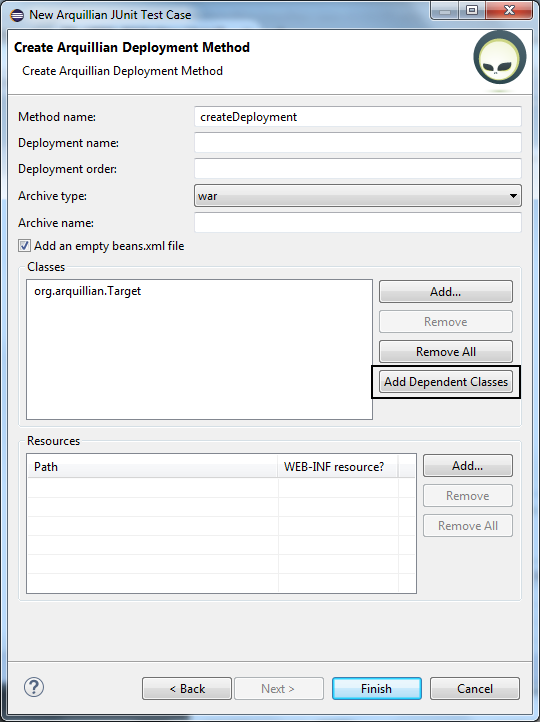 New Arquillian JUnit Test Case
Create Arquillian Deployment Method
Create Arquillian Deployment Method
Method name: createDeployment
Deployment name:
Deployment order:
Archive type: war
Archive name:
Add an empty beans.xml file
Classes
org.arquillian.Target
Add...
Remove
Remove All
Add Dependent Classes
Resources
Path WEB-INF resource?
Add...
Remove
Remove All
? < Back Next > Finish Cancel